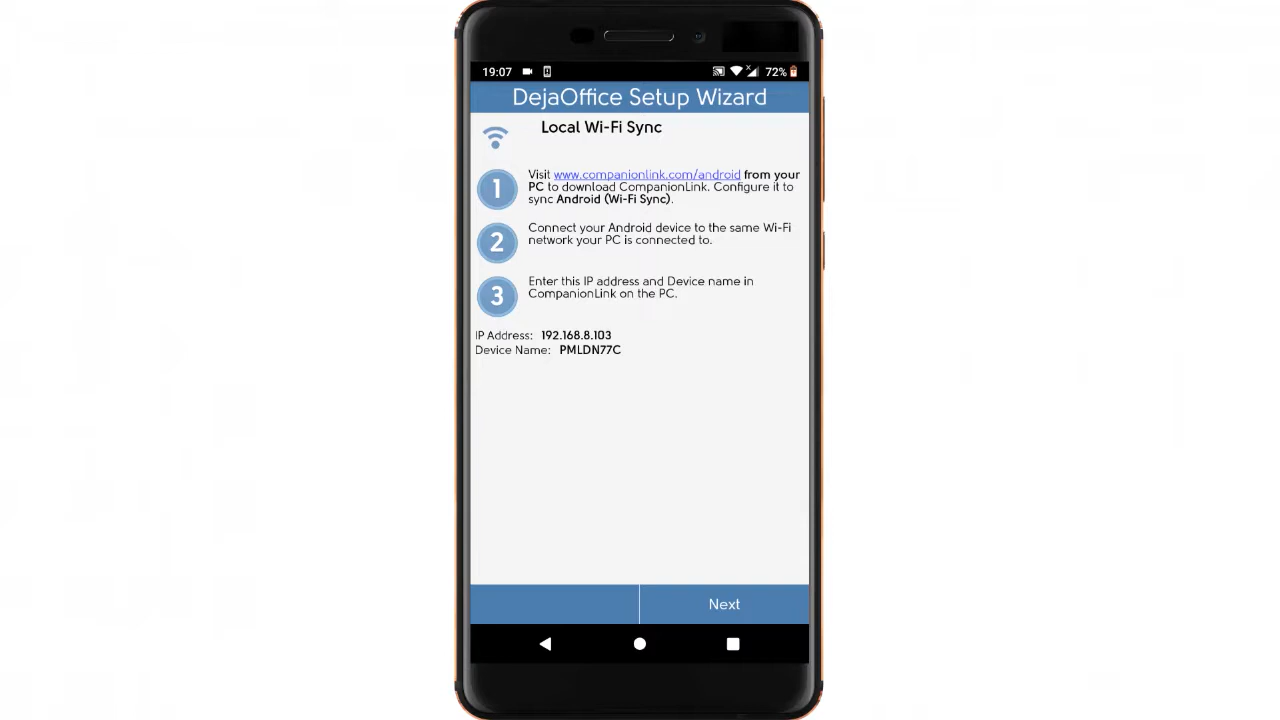 19:07
72%
DejaOffice Setup Wizard
Local Wi-Fi Sync
1
Visit www.companionlink.com/android from your
PC to download CompanionLink. Configure it to
sync Android (Wi-Fi Sync).
2
Connect your Android device to the same Wi-Fi
network your PC is connected to.
3
Enter this IP address and Device name in
CompanionLink on the PC.
IP Address: 192.168.8.103
Device Name: PMLDN77C
Next